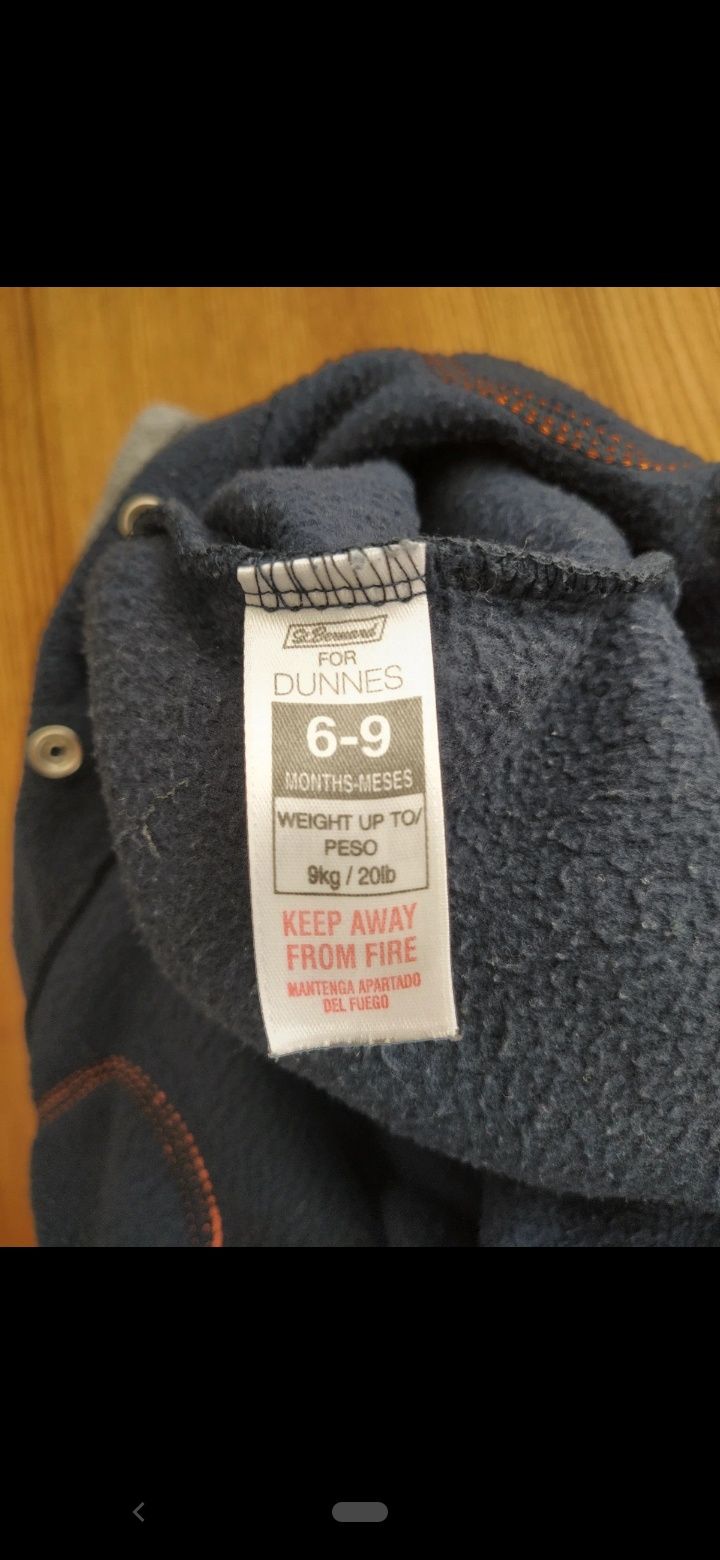 St.Bernard
FOR
DUNNES
6-9
MONTHS-MESES
WEIGHT UP TO/
PESO
9kg / 20lb
KEEP AWAY
FROM FIRE
MANTENGA APARTADO
DEL FUEGO